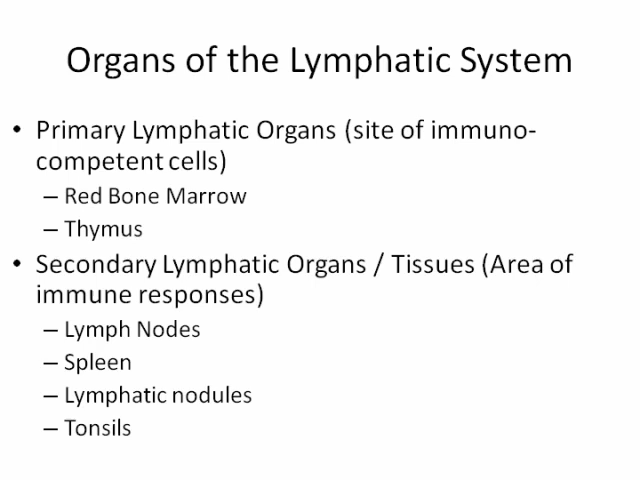 Organs of the Lymphatic System
• Primary Lymphatic Organs (site of immuno-
competent cells)
– Red Bone Marrow
– Thymus
• Secondary Lymphatic Organs / Tissues (Area of
immune responses)
– Lymph Nodes
– Spleen
– Lymphatic nodules
– Tonsils